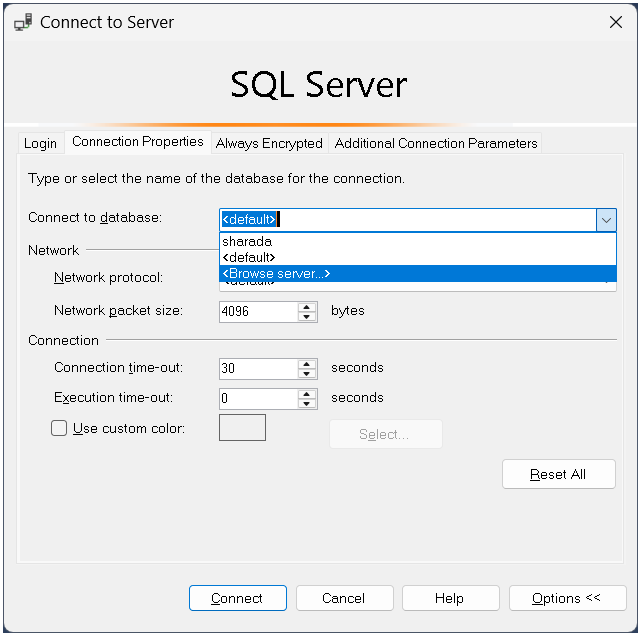 Connect to Server
SQL Server
Login Connection Properties Always Encrypted Additional Connection Parameters
Type or select the name of the database for the connection.
Connect to database: <default>
sharada
<default>
<Browse server...>
Network
Network protocol: <default>
Network packet size: 4096 bytes
Connection
Connection time-out: 30 seconds
Execution time-out: 0 seconds
Use custom color: Select...
Reset All
Connect Cancel Help Options <<